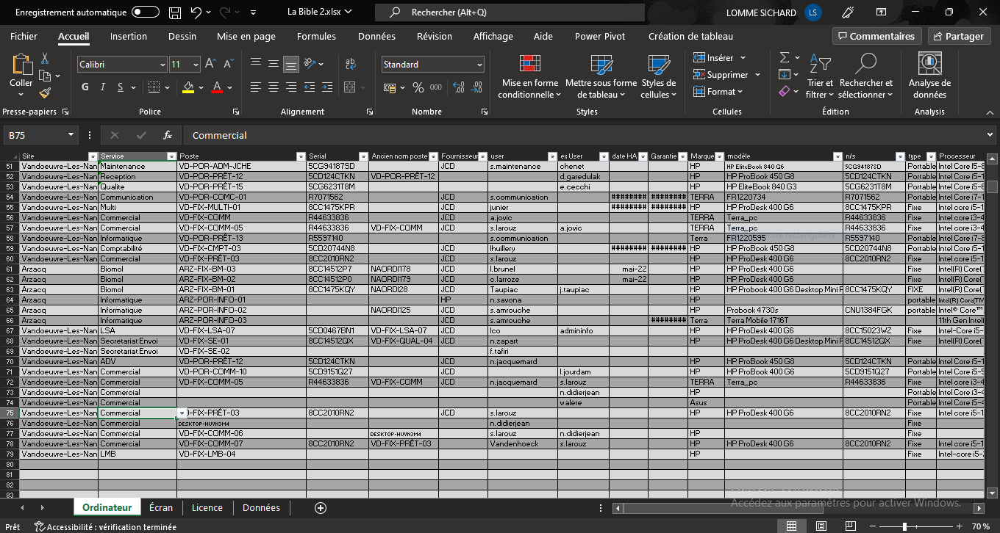 Enregistrement automatique La Bible 2.xlsx Rechercher (Alt+Q) LOMME SICHARD LS
Fichier Accueil Insertion Dessin Mise en page Formules Données Révision Affichage Aide Power Pivot Création de tableau Commentaires Partager
Coller Calibri 11 Standard Mise en forme conditionnelle Mettre sous forme de tableau Styles de cellules Insérer Supprimer Format Trier et filtrer Rechercher et sélectionner Analyse de données
G I S A % 000
Presse-papiers Police Alignement Nombre Styles Cellules Édition Analysis
B75 fx Commercial
Site Service Poste Serial Ancien nom poste Fournisseur user ex User date HA Garantie Marque modèle n/s type Processeur
51 Vandoeuvre-Les-Nan Maintenance VD-POR-ADM-JCHE 5CG94187SD JCD s.maintenance chenet HP HP EliteBook 840 G6 5CG94187SD Portable Intel Core i5-8
52 Vandoeuvre-Les-Nan Reception VD-POR-PRÊT-12 5CD124CTKN VD-POR-PRÊT-12 d.garedulak HP HP ProBook 450 G8 5CD124CTKN Portable Intel Core i5-1
53 Vandoeuvre-Les-Nan Qualite VD-POR-PRÊT-15 5CG6231T8M e.cecchi HP HP EliteBook 840 G3 5CG6231T8M Portable Intel Core i5-6
54 Vandoeuvre-Les-Nan Communication VD-POR-COMC-01 R7071562 JCD s.communication ######## ######## TERRA FR1220734 R7071562 Portable Intel Core i7-1
55 Vandoeuvre-Les-Nan Multi VD-FIX-MULTI-01 8CC1475KPR JCD junier ######## ######## HP HP ProDesk 400 G6 8CC1475KPR Fixe Intel core i5-1
56 Vandoeuvre-Les-Nan Commercial VD-FIX-COMM R44633836 JCD a.jovic TERRA Terra_pc R44633836 Fixe Intel core i3-4
57 Vandoeuvre-Les-Nan Commercial VD-FIX-COMM-05 R44633836 VD-FIX-COMM JCD s.larouz a.jovic TERRA Terra_pc R44633836 Fixe Intel core i3-4
58 Vandoeuvre-Les-Nan Informatique VD-POR-PRÊT-13 R5597140 s.communication Terra FR1220595 R5597140 Portable Intel Core i7-8
59 Vandoeuvre-Les-Nan Comptabilité VD-FIX-CMPT-03 5CD20744N8 JCD lhuillery ######## ######## HP HP ProBook 450 G8 5CD20744N8 Portable Intel Core i5-1
60 Vandoeuvre-Les-Nan Commercial VD-FIX-PRÊT-03 8CC2010RN2 JCD s.larouz HP HP ProDesk 400 G6 8CC2010RN2 Fixe Intel core i5-1
61 Arzacq Biomol ARZ-FIX-BM-03 8CC14512P7 NAORDI178 JCD l.brunel mai-22 HP HP ProDesk 400 G6 Fixe Intel(R) Core(T
62 Arzacq Biomol ARZ-FIX-BM-02 8CC14512P0 NAORDI179 JCD c.larroze mai-22 HP HP ProDesk 400 G6 Fixe Intel(R) Core(T
63 Arzacq Biomol ARZ-FIX-BM-01 8CC1475KQY NAORDI28 JCD Taupiac j.taupiac HP HP Probook 400 G6 Desktop Mini P 8CC1475KQY FIXE Intel(R) Core(T
64 Arzacq Informatique ARZ-POR-INFO-01 HP n.savona HP portable Intel(R) Core(TM
65 Arzacq Informatique ARZ-POR-INFO-02 NAORDI125 JCD s.amrouche HP Probook 4730s CNU1384FGK portable Intel® Core™
66 Arzacq Informatique ARZ-POR-INFO-03 JCD s.amrouche ######## Terra Terra Mobile 1716T 11th Gen Intel
67 Vandoeuvre-Les-Nan LSA VD-FIX-LSA-07 5CD0467BN1 VD-FIX-LSA-07 JCD lco admininfo HP HP ProDesk 400 G6 8CC15023WZ Fixe Intel-Core i5-
68 Vandoeuvre-Les-Nan Secretariat Envoi VD-FIX-SE-01 8CC14512QX VD-FIX-QUAL-04 JCD n.zapart HP HP ProDesk 400 G6 Desktop Mini P 8CC14512QX Fixe Intel(R) Core(T
69 Vandoeuvre-Les-Nan Secretariat Envoi VD-FIX-SE-02 f.tafiri
70 Vandoeuvre-Les-Nan ADV VD-POR-PRÊT-12 5CD124CTKN JCD n.jacquemard HP HP ProBook 450 G8 5CD124CTKN Portable Intel Core i5-1
71 Vandoeuvre-Les-Nan Commercial VD-POR-COMM-10 5CD9151Q27 JCD l.jourdam HP HP ProBook 450 G6 5CD9151Q27 Portable Intel Core i5-5
72 Vandoeuvre-Les-Nan Commercial VD-FIX-COMM-05 R44633836 VD-FIX-COMM JCD n.jacquemard s.larouz TERRA Terra_pc R44633836 Fixe Intel core i3-4
73 Vandoeuvre-Les-Nan Commercial n.didierjean HP Portable Intel Core i3-4
74 Vandoeuvre-Les-Nan Commercial walere Asus Portable Intel Core i5-4
75 Vandoeuvre-Les-Nan Commercial D-FIX-PRÊT-03 8CC2010RN2 JCD s.larouz HP HP ProDesk 400 G6 8CC2010RN2 Fixe Intel core i5-1
76 Vandoeuvre-Les-Nan Commercial DESKTOP-HUVN3M4 n.didierjean Fixe
77 Vandoeuvre-Les-Nan Commercial VD-FIX-COMM-06 DESKTOP-HUVN3M4 s.larouz n.didierjean HP Fixe
78 Vandoeuvre-Les-Nan Commercial VD-FIX-COMM-07 8CC2010RN2 VD-FIX-PRÊT-03 Vandenhoeck s.larouz HP HP ProDesk 400 G6 8CC2010RN2 Fixe Intel core i5-1
79 Vandoeuvre-Les-Nan LMB VD-FIX-LMB-04 HP Fixe Intel-core i5-
80
81
82
83
Accédez aux paramètres pour activer Windows.
Ordinateur Écran Licence Données
Prêt Accessibilité : vérification terminée 70 %